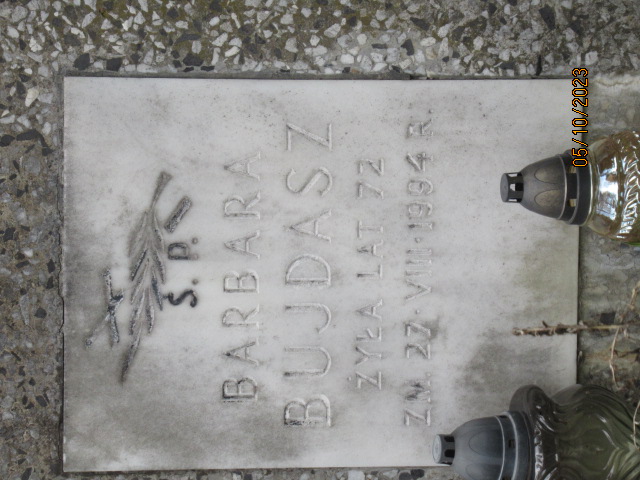 Ś. P.
BARBARA
BUJDASZ
ŻYŁA LAT 72
ZM. 27·VIII·1994 R.
05/10/2023